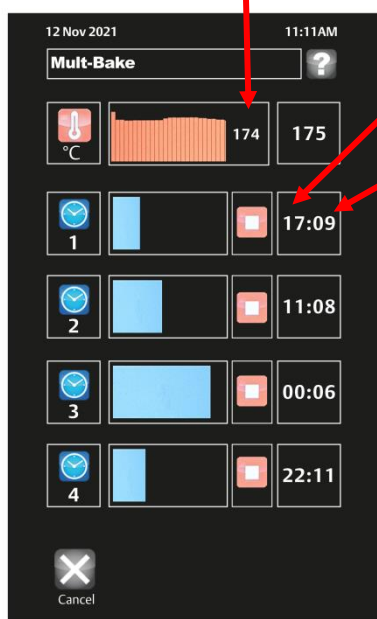 12 Nov 2021 11:11AM
Mult-Bake ?
°C 174 175
1 17:09
2 11:08
3 00:06
4 22:11
Cancel